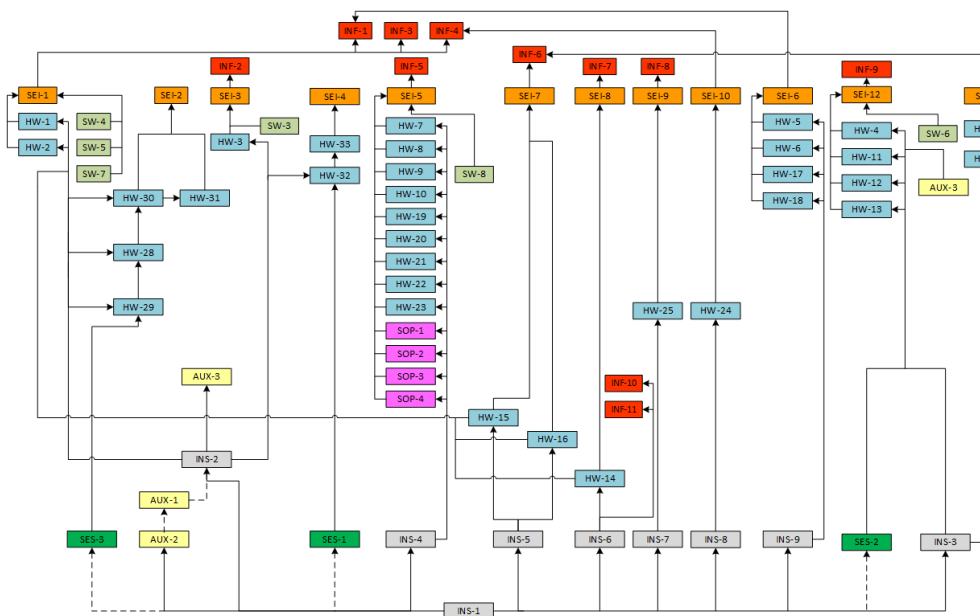 INF-1
INF-3
INF-4
INF-6
INF-2
INF-5
INF-7
INF-8
INF-9
SEI-1
SEI-2
SEI-3
SEI-4
SEI-5
SEI-7
SEI-8
SEI-9
SEI-10
SEI-6
SEI-12
HW-1
SW-4
SW-3
HW-7
HW-5
HW-4
SW-6
HW-2
SW-5
HW-3
HW-33
HW-8
HW-6
HW-11
SW-7
HW-32
HW-9
SW-8
HW-17
HW-12
AUX-3
HW-30
HW-31
HW-10
HW-18
HW-13
HW-19
HW-20
HW-28
HW-21
HW-22
HW-29
HW-23
HW-25
HW-24
SOP-1
SOP-2
AUX-3
SOP-3
INF-10
SOP-4
INF-11
HW-15
HW-16
INS-2
HW-14
AUX-1
SES-3
AUX-2
SES-1
INS-4
INS-5
INS-6
INS-7
INS-8
INS-9
SES-2
INS-3
INS-1